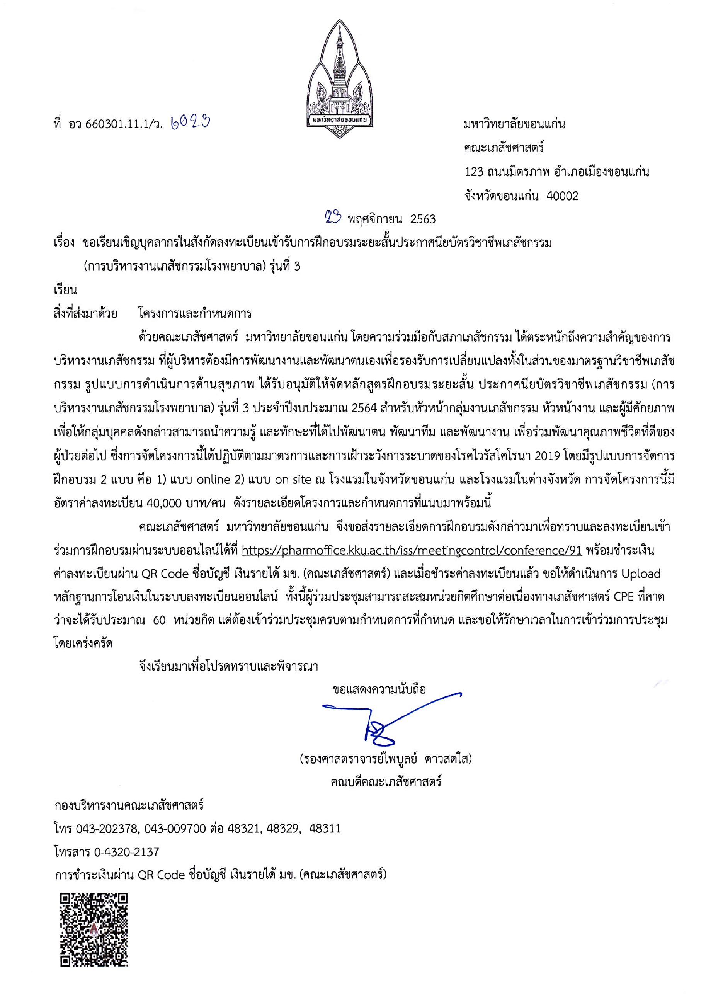 มหาวิทยาลัยขอนแก่น
ที่ อว 660301.11.1/ว. 6023
มหาวิทยาลัยขอนแก่น
คณะเภสัชศาสตร์
123 ถนนมิตรภาพ อำเภอเมืองขอนแก่น
จังหวัดขอนแก่น 40002
23 พฤศจิกายน 2563
เรื่อง ขอเรียนเชิญบุคลากรในสังกัดลงทะเบียนเข้ารับการฝึกอบรมระยะสั้นประกาศนียบัตรวิชาชีพเภสัชกรรม
(การบริหารงานเภสัชกรรมโรงพยาบาล) รุ่นที่ 3
เรียน
สิ่งที่ส่งมาด้วย โครงการและกำหนดการ
ด้วยคณะเภสัชศาสตร์ มหาวิทยาลัยขอนแก่น โดยความร่วมมือกับสภาเภสัชกรรม ได้ตระหนักถึงความสำคัญของการ
บริหารงานเภสัชกรรม ที่ผู้บริหารต้องมีการพัฒนางานและพัฒนาตนเองเพื่อรองรับการเปลี่ยนแปลงทั้งในส่วนของมาตรฐานวิชาชีพเภสัช
กรรม รูปแบบการดำเนินการด้านสุขภาพ ได้รับอนุมัติให้จัดหลักสูตรฝึกอบรมระยะสั้น ประกาศนียบัตรวิชาชีพเภสัชกรรม (การ
บริหารงานเภสัชกรรมโรงพยาบาล) รุ่นที่ 3 ประจำปีงบประมาณ 2564 สำหรับหัวหน้ากลุ่มงานเภสัชกรรม หัวหน้างาน และผู้มีศักยภาพ
เพื่อให้กลุ่มบุคคลดังกล่าวสามารถนำความรู้ และทักษะที่ได้ไปพัฒนาตน พัฒนาทีม และพัฒนางาน เพื่อร่วมพัฒนาคุณภาพชีวิตที่ดีของ
ผู้ป่วยต่อไป ซึ่งการจัดโครงการนี้ได้ปฏิบัติตามมาตรการและการเฝ้าระวังการระบาดของโรคไวรัสโคโรนา 2019 โดยมีรูปแบบการจัดการ
ฝึกอบรม 2 แบบ คือ 1) แบบ online 2) แบบ on site ณ โรงแรมในจังหวัดขอนแก่น และโรงแรมในต่างจังหวัด การจัดโครงการนี้มี
อัตราค่าลงทะเบียน 40,000 บาท/คน ดังรายละเอียดโครงการและกำหนดการที่แนบมาพร้อมนี้
คณะเภสัชศาสตร์ มหาวิทยาลัยขอนแก่น จึงขอส่งรายละเอียดการฝึกอบรมดังกล่าวมาเพื่อทราบและลงทะเบียนเข้า
ร่วมการฝึกอบรมผ่านระบบออนไลน์ได้ที่ https://pharmoffice.kku.ac.th/iss/meetingcontrol/conference/91 พร้อมชำระเงิน
ค่าลงทะเบียนผ่าน QR Code ชื่อบัญชี เงินรายได้ มข. (คณะเภสัชศาสตร์) และเมื่อชำระค่าลงทะเบียนแล้ว ขอให้ดำเนินการ Upload
หลักฐานการโอนเงินในระบบลงทะเบียนออนไลน์ ทั้งนี้ผู้ร่วมประชุมสามารถสะสมหน่วยกิตศึกษาต่อเนื่องทางเภสัชศาสตร์ CPE ที่คาด
ว่าจะได้รับประมาณ 60 หน่วยกิต แต่ต้องเข้าร่วมประชุมครบตามกำหนดการที่กำหนด และขอให้รักษาเวลาในการเข้าร่วมการประชุม
โดยเคร่งครัด
จึงเรียนมาเพื่อโปรดทราบและพิจารณา
ขอแสดงความนับถือ
(รองศาสตราจารย์ไพบูลย์ ดาวสดใส)
คณบดีคณะเภสัชศาสตร์
กองบริหารงานคณะเภสัชศาสตร์
โทร 043-202378, 043-009700 ต่อ 48321, 48329, 48311
โทรสาร 0-4320-2137
การชำระเงินผ่าน QR Code ชื่อบัญชี เงินรายได้ มข. (คณะเภสัชศาสตร์)